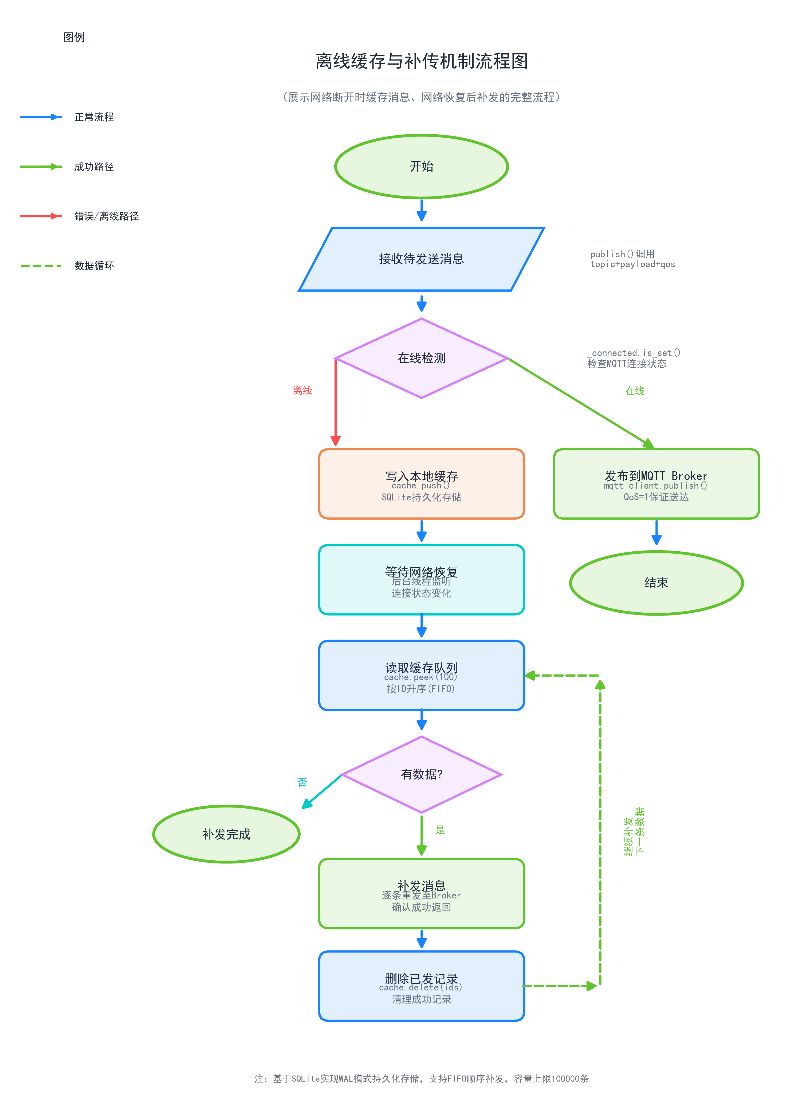 图例
离线缓存与补传机制流程图
（展示网络断开时缓存消息、网络恢复后补发的完整流程）
正常流程
成功路径
错误/离线路径
数据循环
开始
接收待发送消息
publish()调用
topic+payload+qos
在线检测
_connected.is_set()
检查MQTT连接状态
离线
在线
写入本地缓存
cache.push()
SQLite持久化存储
发布到MQTT Broker
mqtt_client.publish()
QoS=1保证送达
等待网络恢复
后台线程监听
连接状态变化
结束
读取缓存队列
cache.peek(100)
按ID升序(FIFO)
有数据?
否
是
补发完成
继续补发
下一条数据
补发消息
逐条重发至Broker
确认成功返回
删除已发记录
cache.delete(ids)
清理成功记录
注: 基于SQLite实现WAL模式持久化存储，支持FIFO顺序补发，容量上限100000条